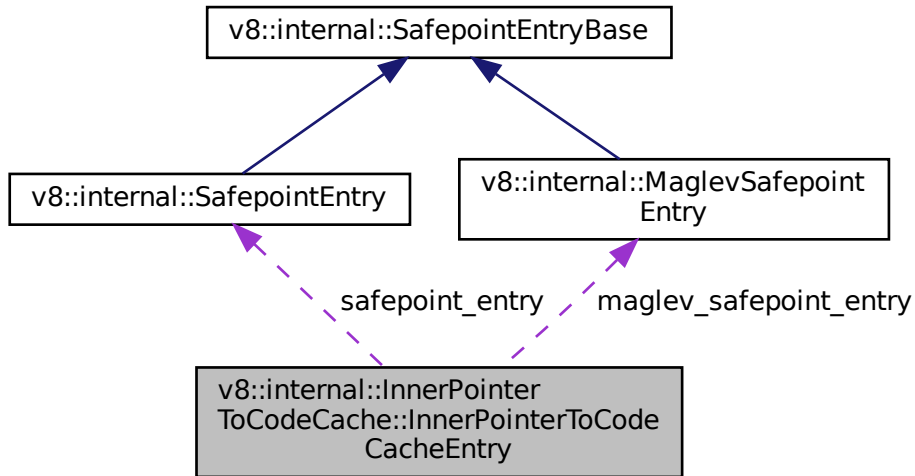 v8::internal::SafepointEntryBase
v8::internal::SafepointEntry
v8::internal::MaglevSafepoint
Entry
safepoint_entry
maglev_safepoint_entry
v8::internal::InnerPointer
ToCodeCache::InnerPointerToCode
CacheEntry